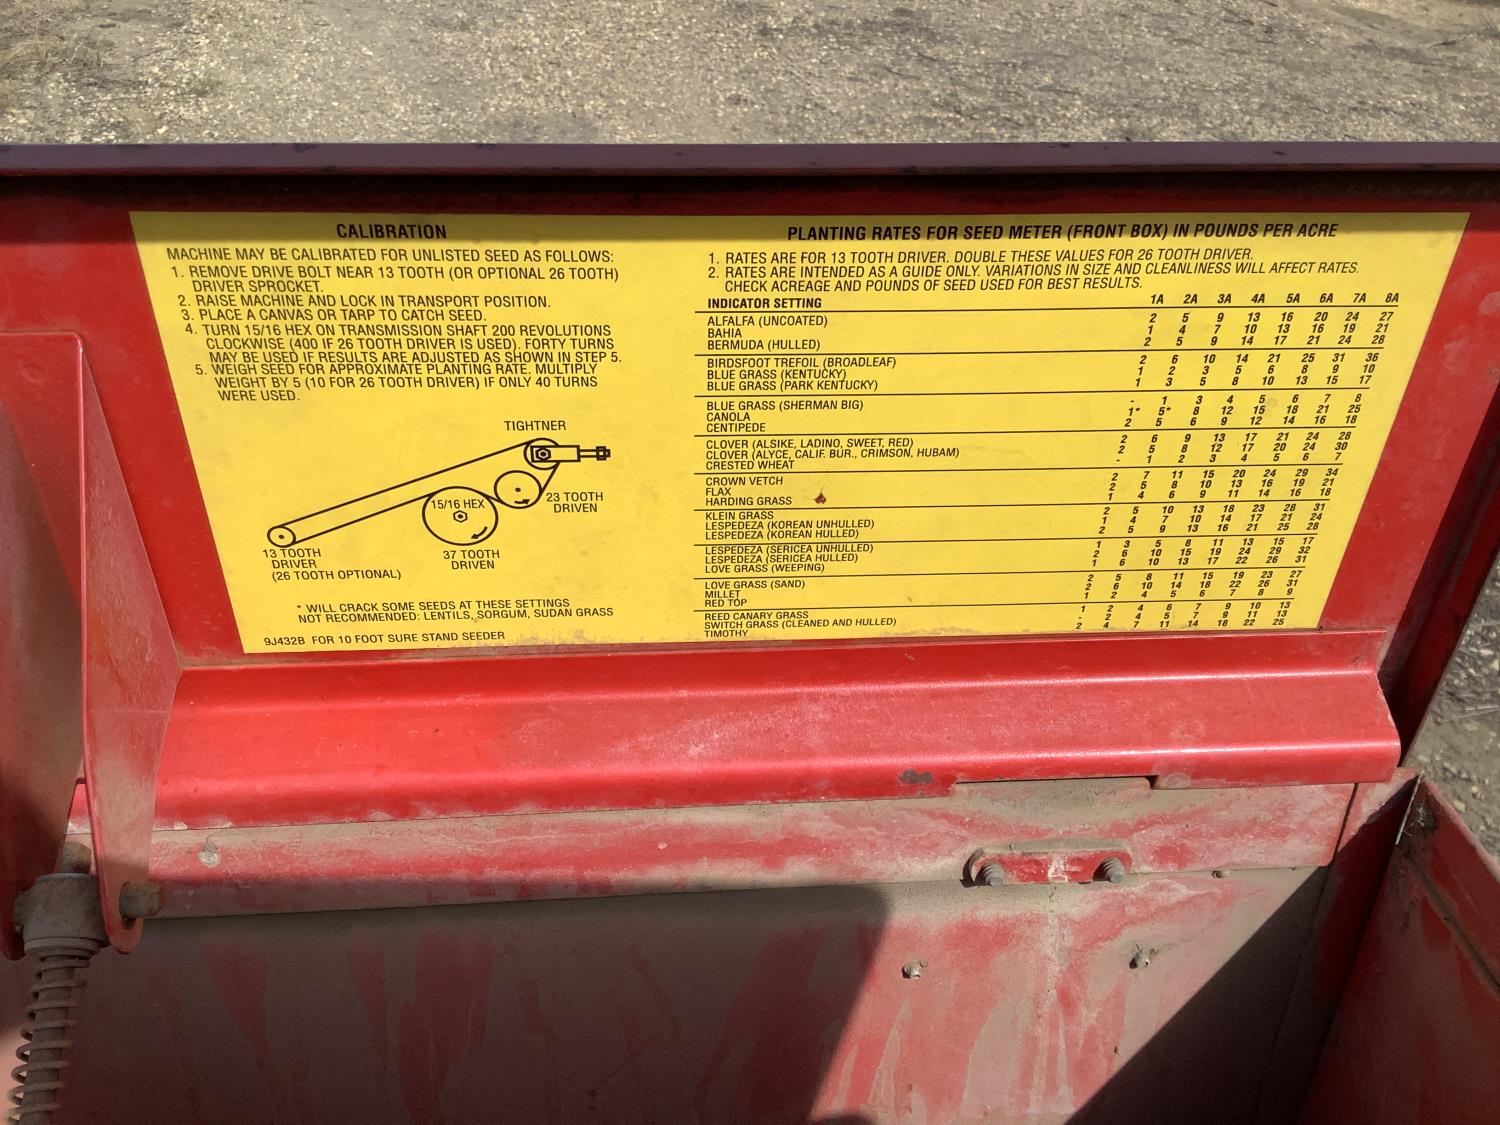 CALIBRATION
MACHINE MAY BE CALIBRATED FOR UNLISTED SEED AS FOLLOWS:
1. REMOVE DRIVE BOLT NEAR 13 TOOTH (OR OPTIONAL 26 TOOTH)
DRIVER SPROCKET.
2. RAISE MACHINE AND LOCK IN TRANSPORT POSITION.
3. PLACE A CANVAS OR TARP TO CATCH SEED.
4. TURN 15/16 HEX ON TRANSMISSION SHAFT 200 REVOLUTIONS
CLOCKWISE (400 IF 26 TOOTH DRIVER IS USED). FORTY TURNS
MAY BE USED IF RESULTS ARE ADJUSTED AS SHOWN IN STEP 5.
5. WEIGH SEED FOR APPROXIMATE PLANTING RATE. MULTIPLY
WEIGHT BY 5 (10 FOR 26 TOOTH DRIVER) IF ONLY 40 TURNS
WERE USED.
TIGHTNER
15/16 HEX
23 TOOTH
DRIVEN
13 TOOTH
DRIVER
(26 TOOTH OPTIONAL)
37 TOOTH
DRIVEN
* WILL CRACK SOME SEEDS AT THESE SETTINGS
NOT RECOMMENDED: LENTILS, SORGUM, SUDAN GRASS
9J432B FOR 10 FOOT SURE STAND SEEDER
PLANTING RATES FOR SEED METER (FRONT BOX) IN POUNDS PER ACRE
1. RATES ARE FOR 13 TOOTH DRIVER. DOUBLE THESE VALUES FOR 26 TOOTH DRIVER.
2. RATES ARE INTENDED AS A GUIDE ONLY. VARIATIONS IN SIZE AND CLEANLINESS WILL AFFECT RATES.
CHECK ACREAGE AND POUNDS OF SEED USED FOR BEST RESULTS.
INDICATOR SETTING 1A 2A 3A 4A 5A 6A 7A 8A
ALFALFA (UNCOATED) 2 5 9 13 16 20 24 27
BAHIA 1 4 7 10 13 16 19 21
BERMUDA (HULLED) 2 5 9 14 17 21 24 28
BIRDSFOOT TREFOIL (BROADLEAF) 2 6 10 14 21 25 31 36
BLUE GRASS (KENTUCKY) 1 2 3 5 6 8 9 10
BLUE GRASS (PARK KENTUCKY) 1 3 5 8 10 13 15 17
BLUE GRASS (SHERMAN BIG) - 1 3 4 5 6 7 8
CANOLA 1* 5* 8 12 15 18 21 25
CENTIPEDE 2 5 6 9 12 14 16 18
CLOVER (ALSIKE, LADINO, SWEET, RED) 2 6 9 13 17 21 24 28
CLOVER (ALYCE, CALIF. BUR., CRIMSON, HUBAM) 2 5 8 12 17 20 24 30
CRESTED WHEAT - 1 2 3 4 5 6 7
CROWN VETCH 2 7 11 15 20 24 29 34
FLAX 2 5 8 10 13 16 19 21
HARDING GRASS 1 4 6 9 11 14 16 18
KLEIN GRASS 2 5 10 13 18 23 28 31
LESPEDEZA (KOREAN UNHULLED) 1 4 7 10 14 17 21 24
LESPEDEZA (KOREAN HULLED) 2 5 9 13 16 21 25 28
LESPEDEZA (SERICEA UNHULLED) 1 3 5 8 11 13 15 17
LESPEDEZA (SERICEA HULLED) 2 6 10 15 19 24 29 32
LOVE GRASS (WEEPING) 1 6 10 13 17 22 26 31
LOVE GRASS (SAND) 2 5 8 11 15 19 23 27
MILLET 2 6 10 14 18 22 26 31
RED TOP 1 2 4 5 6 7 8 9
REED CANARY GRASS 1 2 4 6 7 9 10 13
SWITCH GRASS (CLEANED AND HULLED) - 2 4 5 7 9 11 13
TIMOTHY 2 4 7 11 14 18 22 25